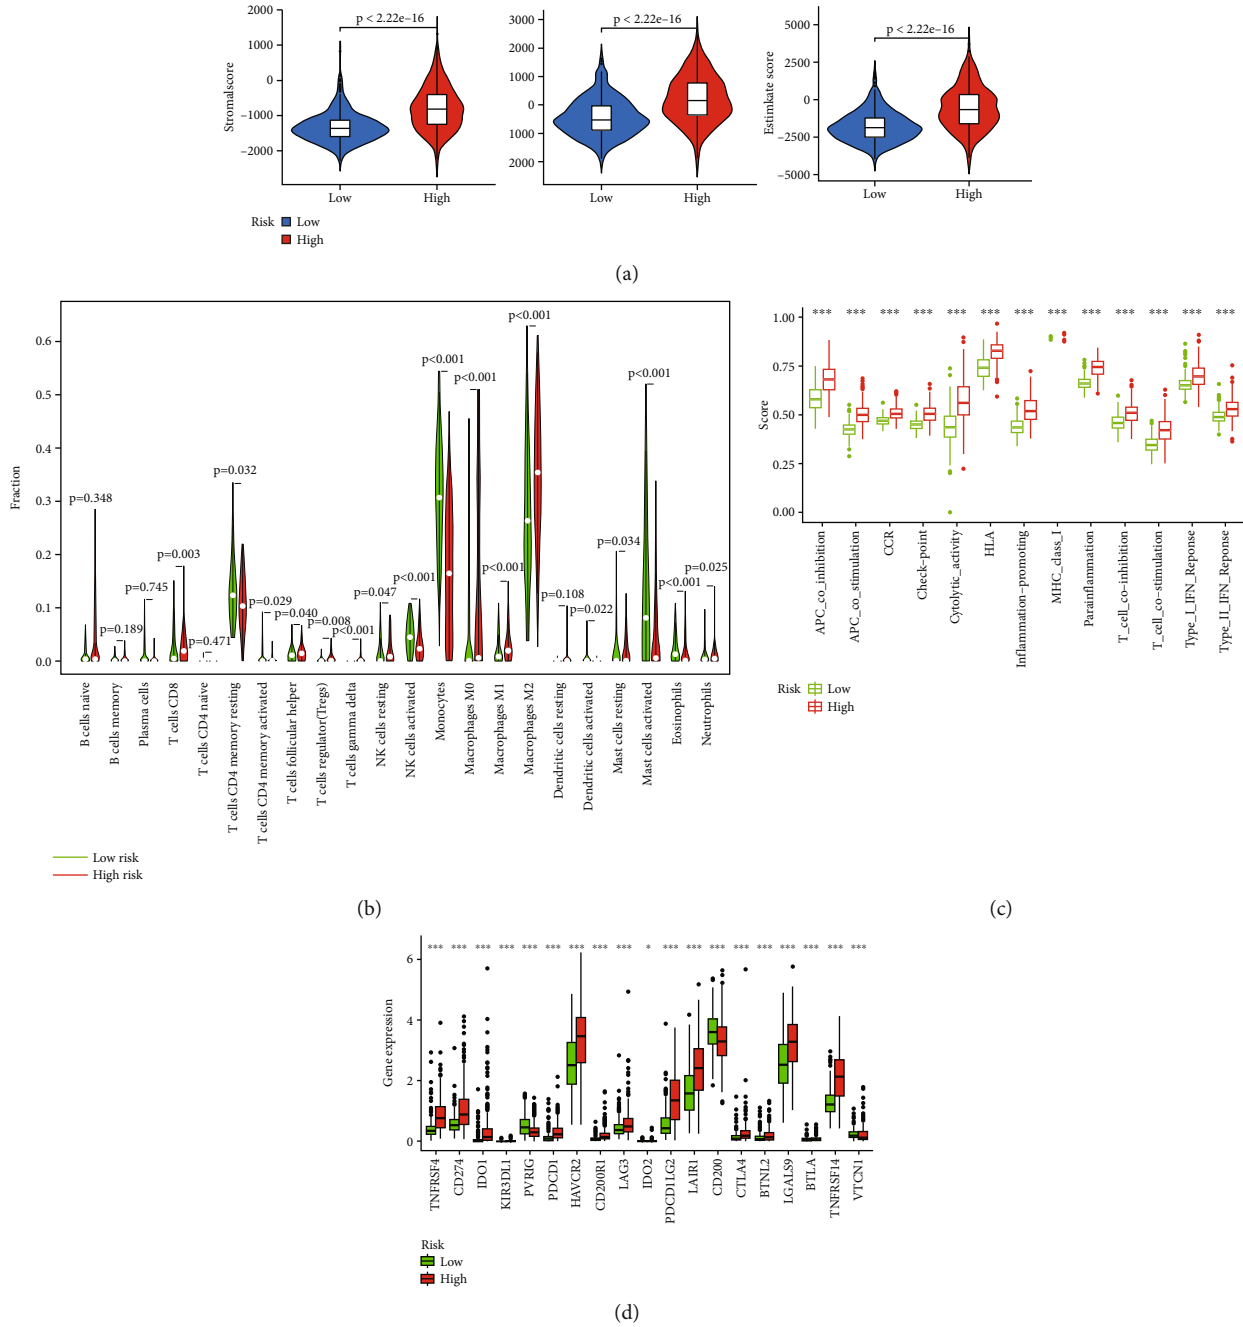 p < 2.22e–16
p < 2.22e–16
p < 2.22e–16
Stromalscore
2000
1000
0
−1000
−2000
Low
High
3000
2000
1000
0
1000
2000
Low
High
Estimkate score
5000
2500
0
−2500
−5000
Low
High
Risk
Low
High
(a)
Fraction
0.6
0.5
0.4
0.3
0.2
0.1
0.0
p=0.348
p=0.189
p=0.745
p=0.003
p=0.471
p=0.032
p=0.029
p=0.040
p=0.008
p<0.001
p=0.047
p<0.001
p<0.001
p<0.001
p<0.001
p<0.001
p=0.108
p=0.022
p=0.034
p<0.001
p<0.001
p=0.025
B cells naive
B cells memory
Plasma cells
T cells CD8
T cells CD4 naive
T cells CD4 memory resting
T cells CD4 memory activated
T cells follicular helper
T cells regulator(Tregs)
T cells gamma delta
NK cells resting
NK cells activated
Monocytes
Macrophages M0
Macrophages M1
Macrophages M2
Dendritic cells resting
Dendritic cells activated
Mast cells resting
Mast cells activated
Eosinophils
Neutrophils
Low risk
High risk
(b)
*** *** *** *** *** *** *** *** *** *** *** *** ***
Score
1.00
0.75
0.50
0.25
0.00
APC_co_inhibition
APC_co_stimulation
CCR
Check−point
Cytolytic_activity
HLA
Inflammation−promoting
MHC_class_I
Parainflammation
T_cell_co−inhibition
T_cell_co−stimulation
Type_I_IFN_Reponse
Type_II_IFN_Reponse
Risk
Low
High
(c)
*** *** *** *** *** *** *** *** *** * *** *** *** *** *** *** *** *** ***
Gene expression
6
4
2
0
TNFRSF4
CD274
IDO1
KIR3DL1
PVRIG
PDCD1
HAVCR2
CD200R1
LAG3
IDO2
PDCD1LG2
LAIR1
CD200
CTLA4
BTNL2
LGALS9
BTLA
TNFRSF14
VTCN1
Risk
Low
High
(d)